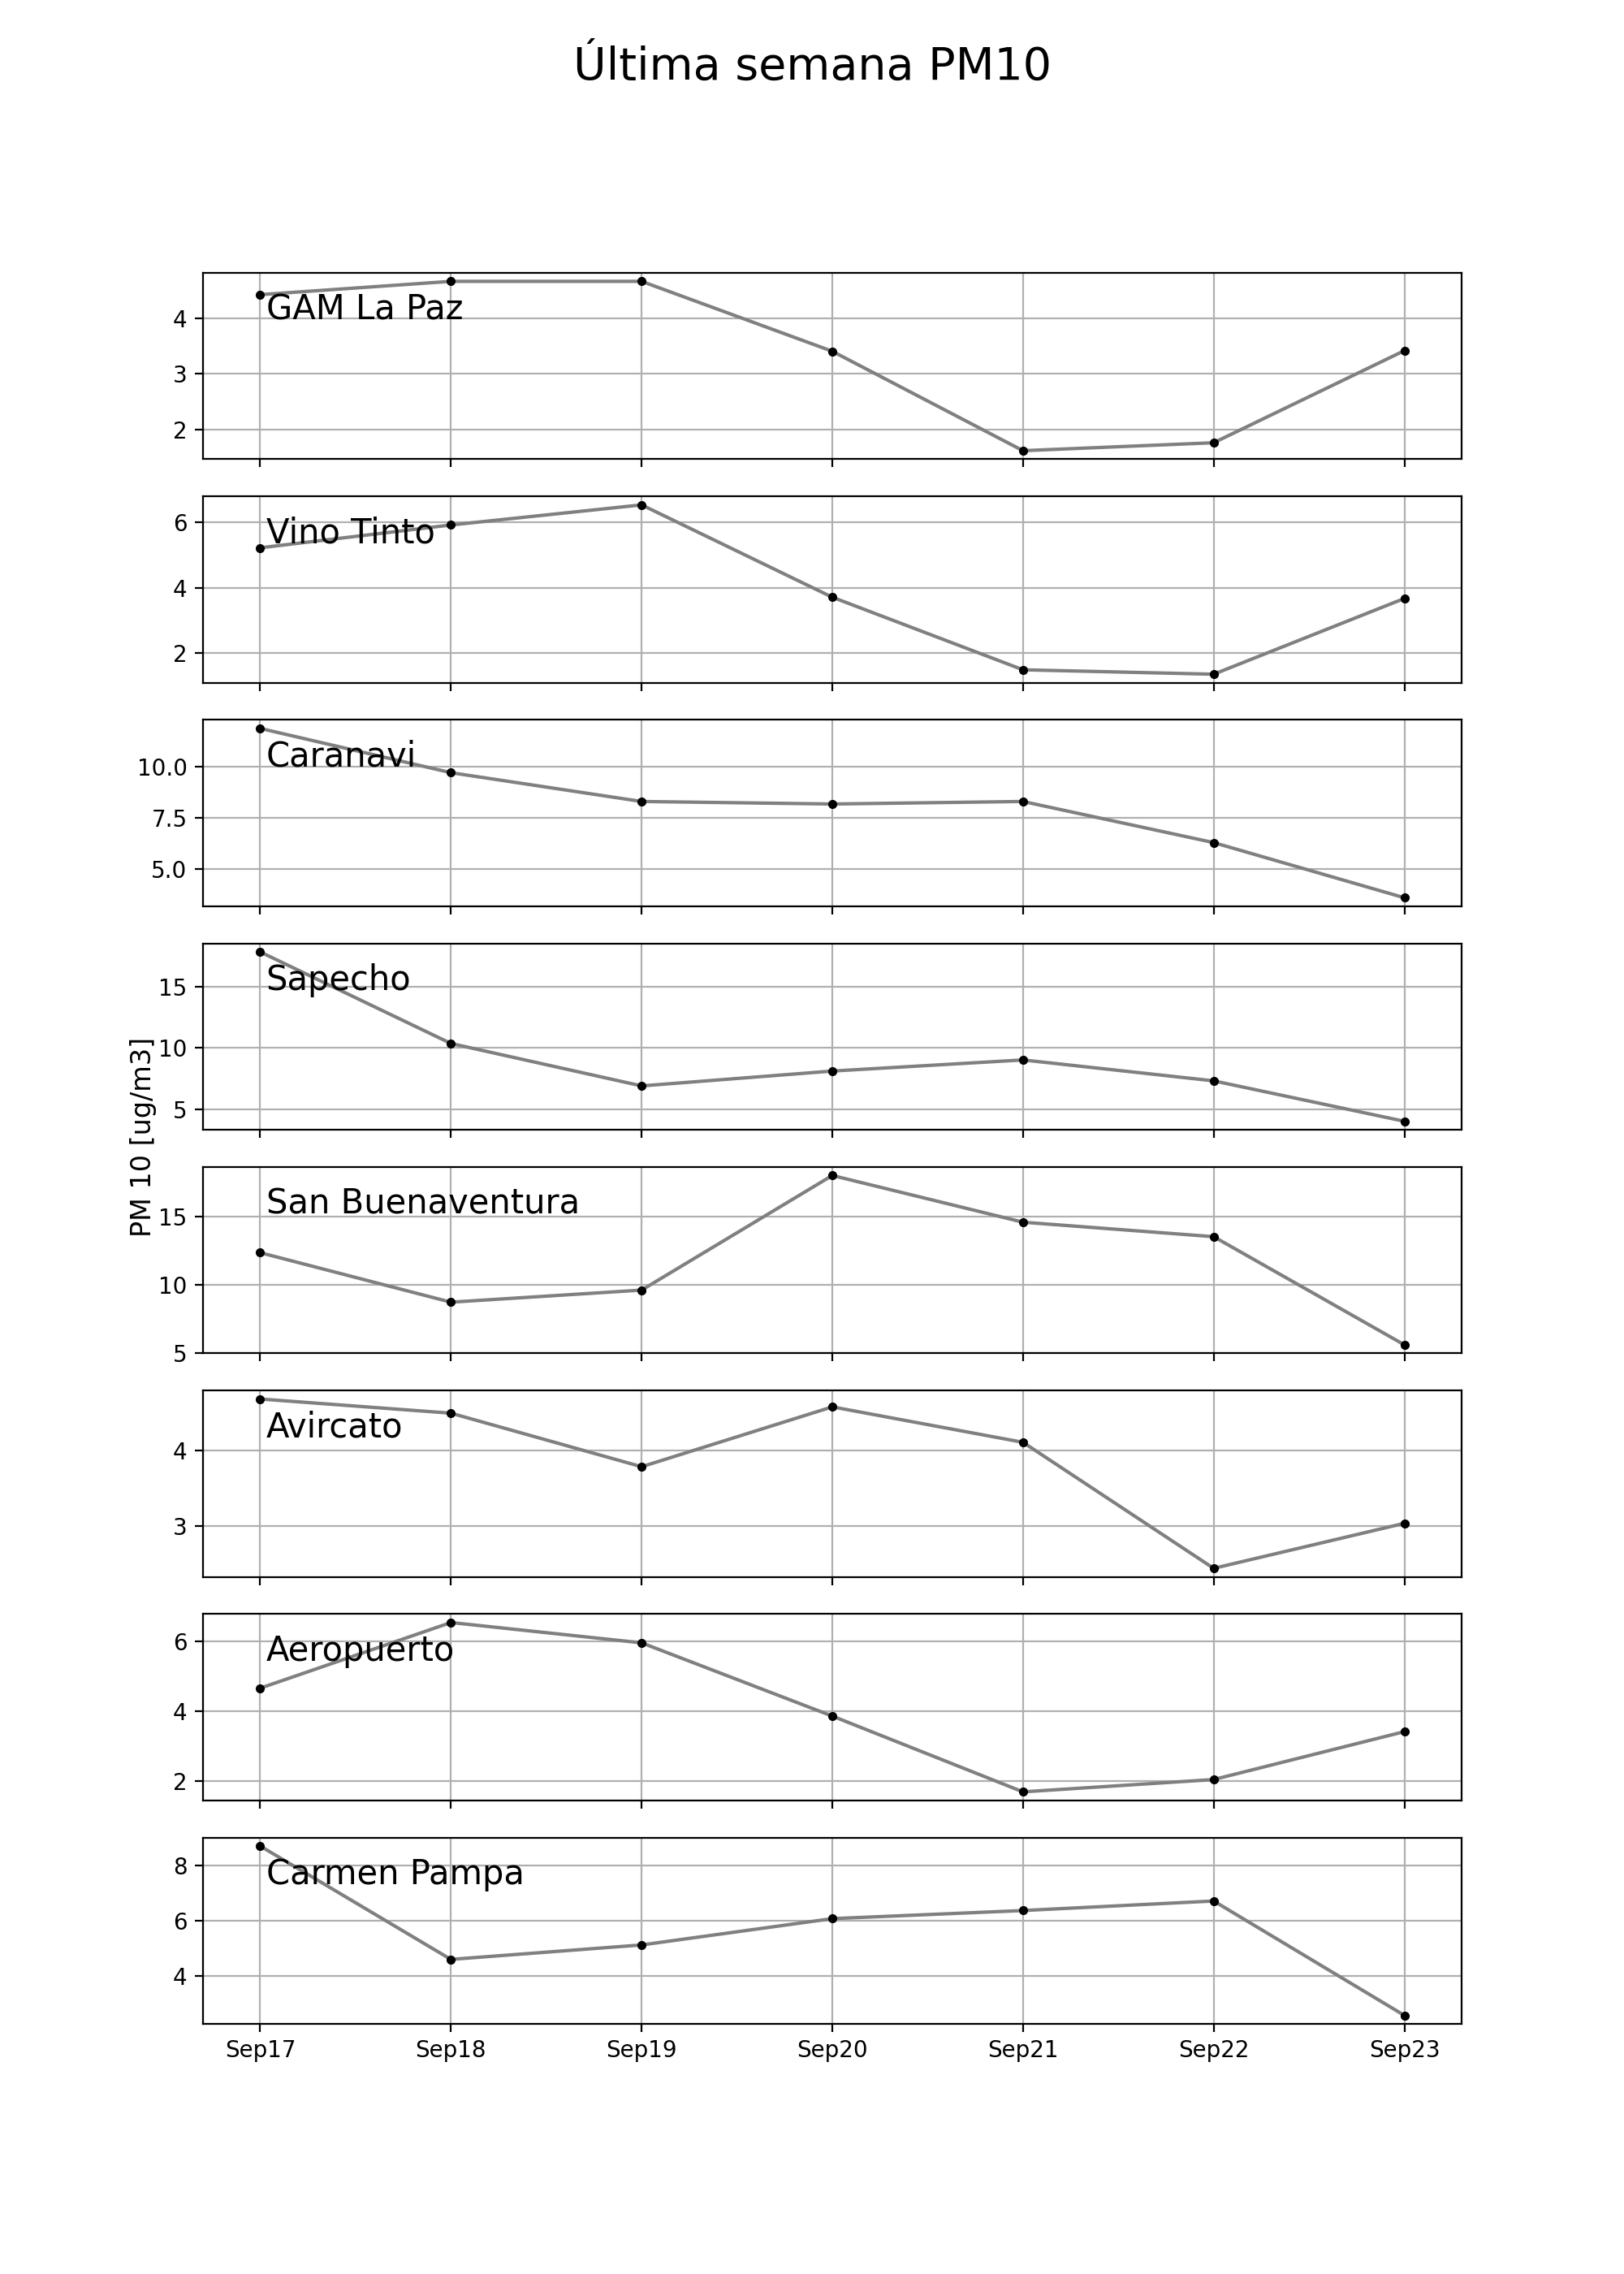 Última semana PM10
GAM La Paz
4
3
2
Vino Tinto
6
4
2
Caranavi
10.0
7.5
5.0
Sapecho
15
10
5
PM 10 [ug/m3]
San Buenaventura
15
10
5
Avircato
4
3
Aeropuerto
6
4
2
Carmen Pampa
8
6
4
Sep17 Sep18 Sep19 Sep20 Sep21 Sep22 Sep23